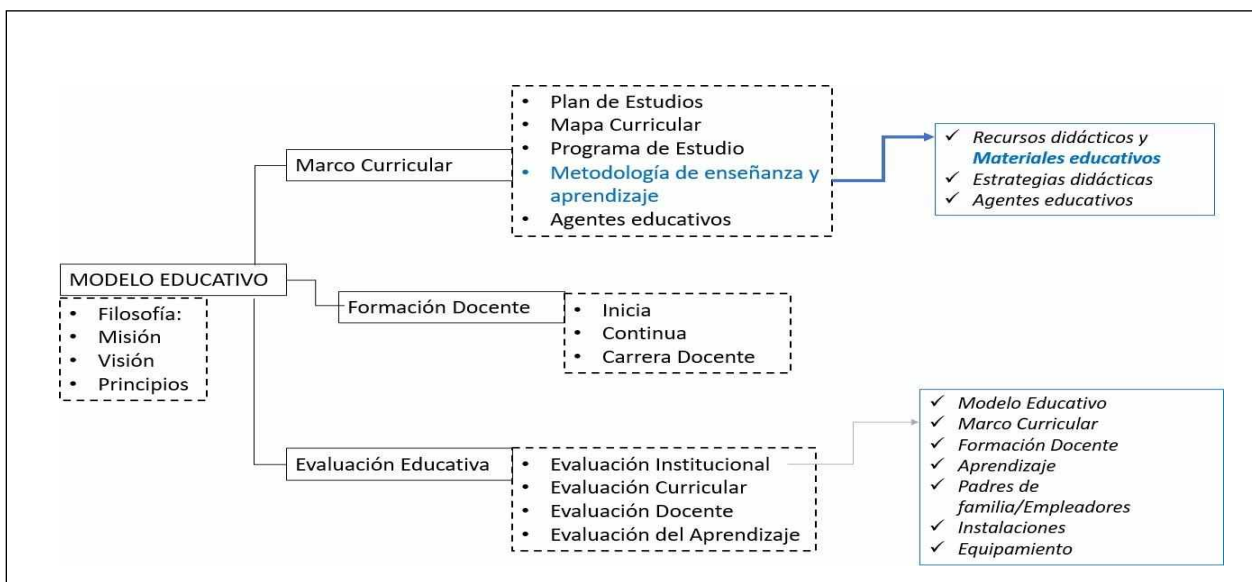 MODELO EDUCATIVO
• Filosofía:
• Misión
• Visión
• Principios
Marco Curricular
• Plan de Estudios
• Mapa Curricular
• Programa de Estudio
• Metodología de enseñanza y
aprendizaje
• Agentes educativos
✓ Recursos didácticos y
Materiales educativos
✓ Estrategias didácticas
✓ Agentes educativos
Formación Docente
• Inicia
• Continua
• Carrera Docente
Evaluación Educativa
• Evaluación Institucional
• Evaluación Curricular
• Evaluación Docente
• Evaluación del Aprendizaje
✓ Modelo Educativo
✓ Marco Curricular
✓ Formación Docente
✓ Aprendizaje
✓ Padres de
familia/Empleadores
✓ Instalaciones
✓ Equipamiento